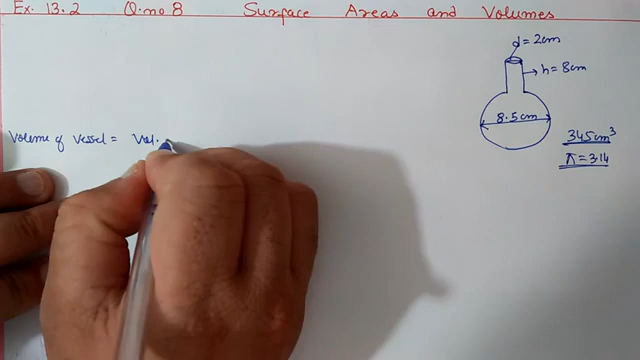 Ex. 13.2 Q.no 8 Surface Areas and Volumes
d = 2cm
h = 8cm
8.5cm
345cm³
π = 3.14
Volume of Vessel = Vol.